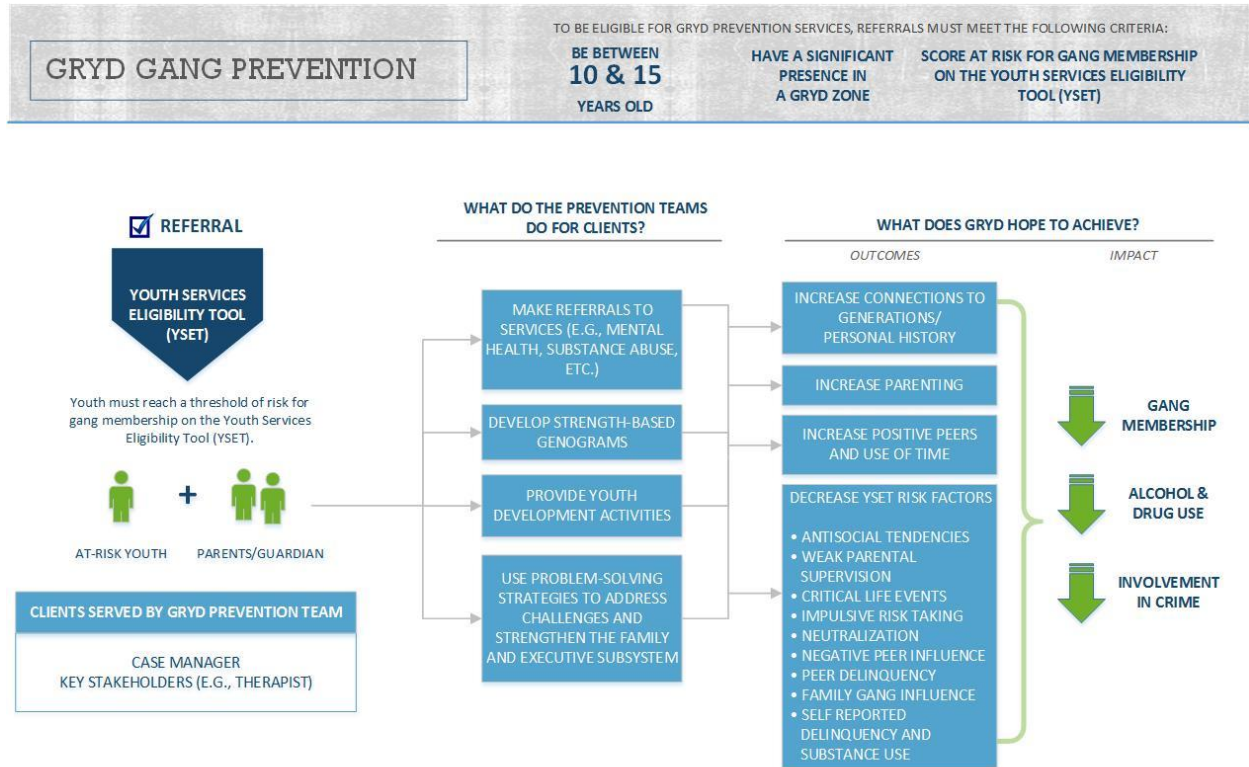 GRYD GANG PREVENTION
TO BE ELIGIBLE FOR GRYD PREVENTION SERVICES, REFERRALS MUST MEET THE FOLLOWING CRITERIA:
BE BETWEEN
10 & 15
YEARS OLD
HAVE A SIGNIFICANT
PRESENCE IN
A GRYD ZONE
SCORE AT RISK FOR GANG MEMBERSHIP
ON THE YOUTH SERVICES ELIGIBILITY
TOOL (YSET)
REFERRAL
YOUTH SERVICES
ELIGIBILITY TOOL
(YSET)
Youth must reach a threshold of risk for
gang membership on the Youth Services
Eligibility Tool (YSET).
+
AT-RISK YOUTH
PARENTS/GUARDIAN
CLIENTS SERVED BY GRYD PREVENTION TEAM
CASE MANAGER
KEY STAKEHOLDERS (E.G., THERAPIST)
WHAT DO THE PREVENTION TEAMS
DO FOR CLIENTS?
MAKE REFERRALS TO
SERVICES (E.G., MENTAL
HEALTH, SUBSTANCE ABUSE,
ETC.)
DEVELOP STRENGTH-BASED
GENOGRAMS
PROVIDE YOUTH
DEVELOPMENT ACTIVITIES
USE PROBLEM-SOLVING
STRATEGIES TO ADDRESS
CHALLENGES AND
STRENGTHEN THE FAMILY
AND EXECUTIVE SUBSYSTEM
WHAT DOES GRYD HOPE TO ACHIEVE?
OUTCOMES
IMPACT
INCREASE CONNECTIONS TO
GENERATIONS/
PERSONAL HISTORY
INCREASE PARENTING
INCREASE POSITIVE PEERS
AND USE OF TIME
DECREASE YSET RISK FACTORS
• ANTISOCIAL TENDENCIES
• WEAK PARENTAL
SUPERVISION
• CRITICAL LIFE EVENTS
• IMPULSIVE RISK TAKING
• NEUTRALIZATION
• NEGATIVE PEER INFLUENCE
• PEER DELINQUENCY
• FAMILY GANG INFLUENCE
• SELF REPORTED
DELINQUENCY AND
SUBSTANCE USE
GANG
MEMBERSHIP
ALCOHOL &
DRUG USE
INVOLVEMENT
IN CRIME